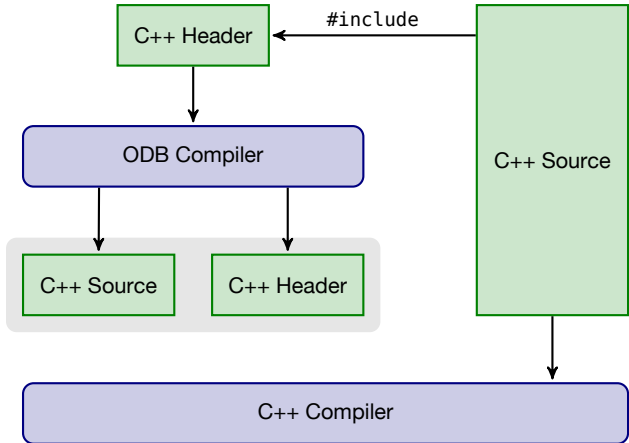 #include
C++ Header
C++ Source
ODB Compiler
C++ Source
C++ Header
C++ Compiler